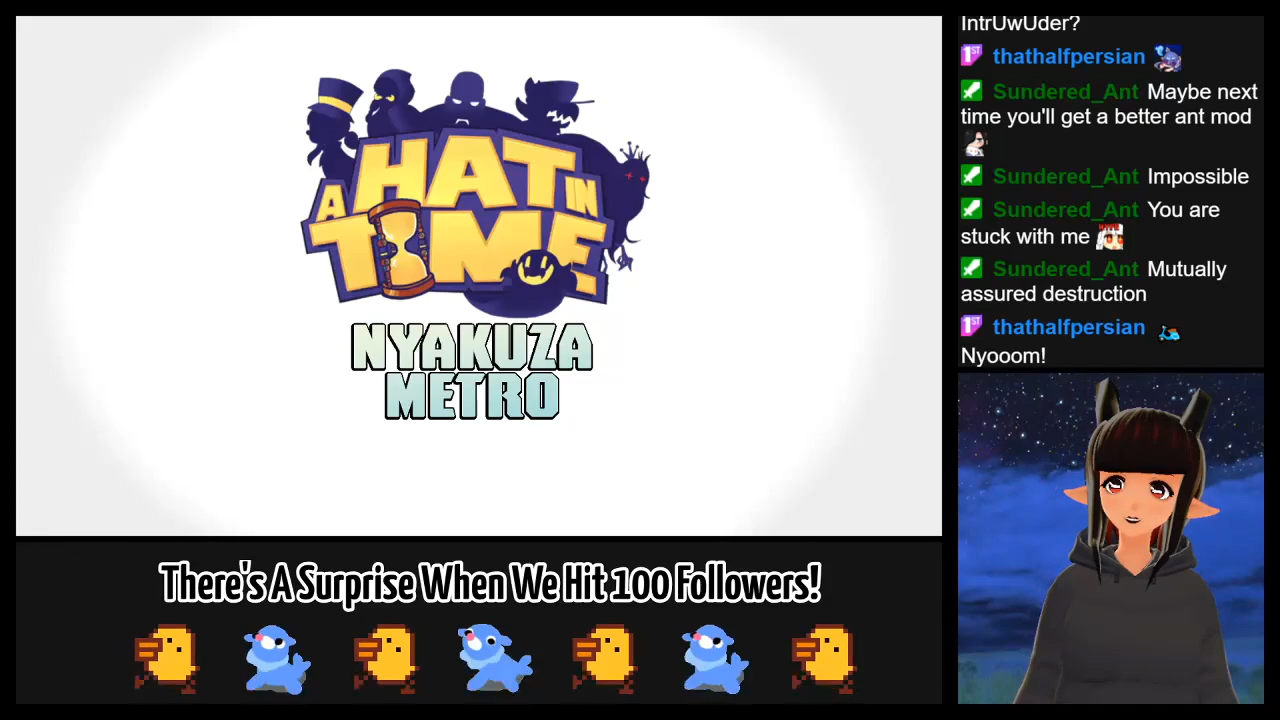 A HAT IN
TIME
NYAKUZA
METRO
There's A Surprise When We Hit 100 Followers!
IntrUwUder?
1ST thathalfpersian
Sundered_Ant Maybe next
time you'll get a better ant mod
Sundered_Ant Impossible
Sundered_Ant You are
stuck with me
Sundered_Ant Mutually
assured destruction
1ST thathalfpersian
Nyooom!